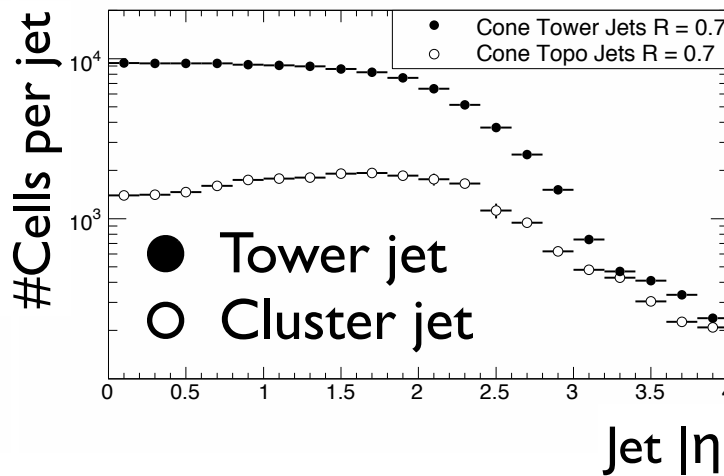 #Cells per jet
Cone Tower Jets R = 0.7
Cone Topo Jets R = 0.7
10⁴
10³
Tower jet
Cluster jet
0 0.5 1 1.5 2 2.5 3 3.5 4
Jet |η